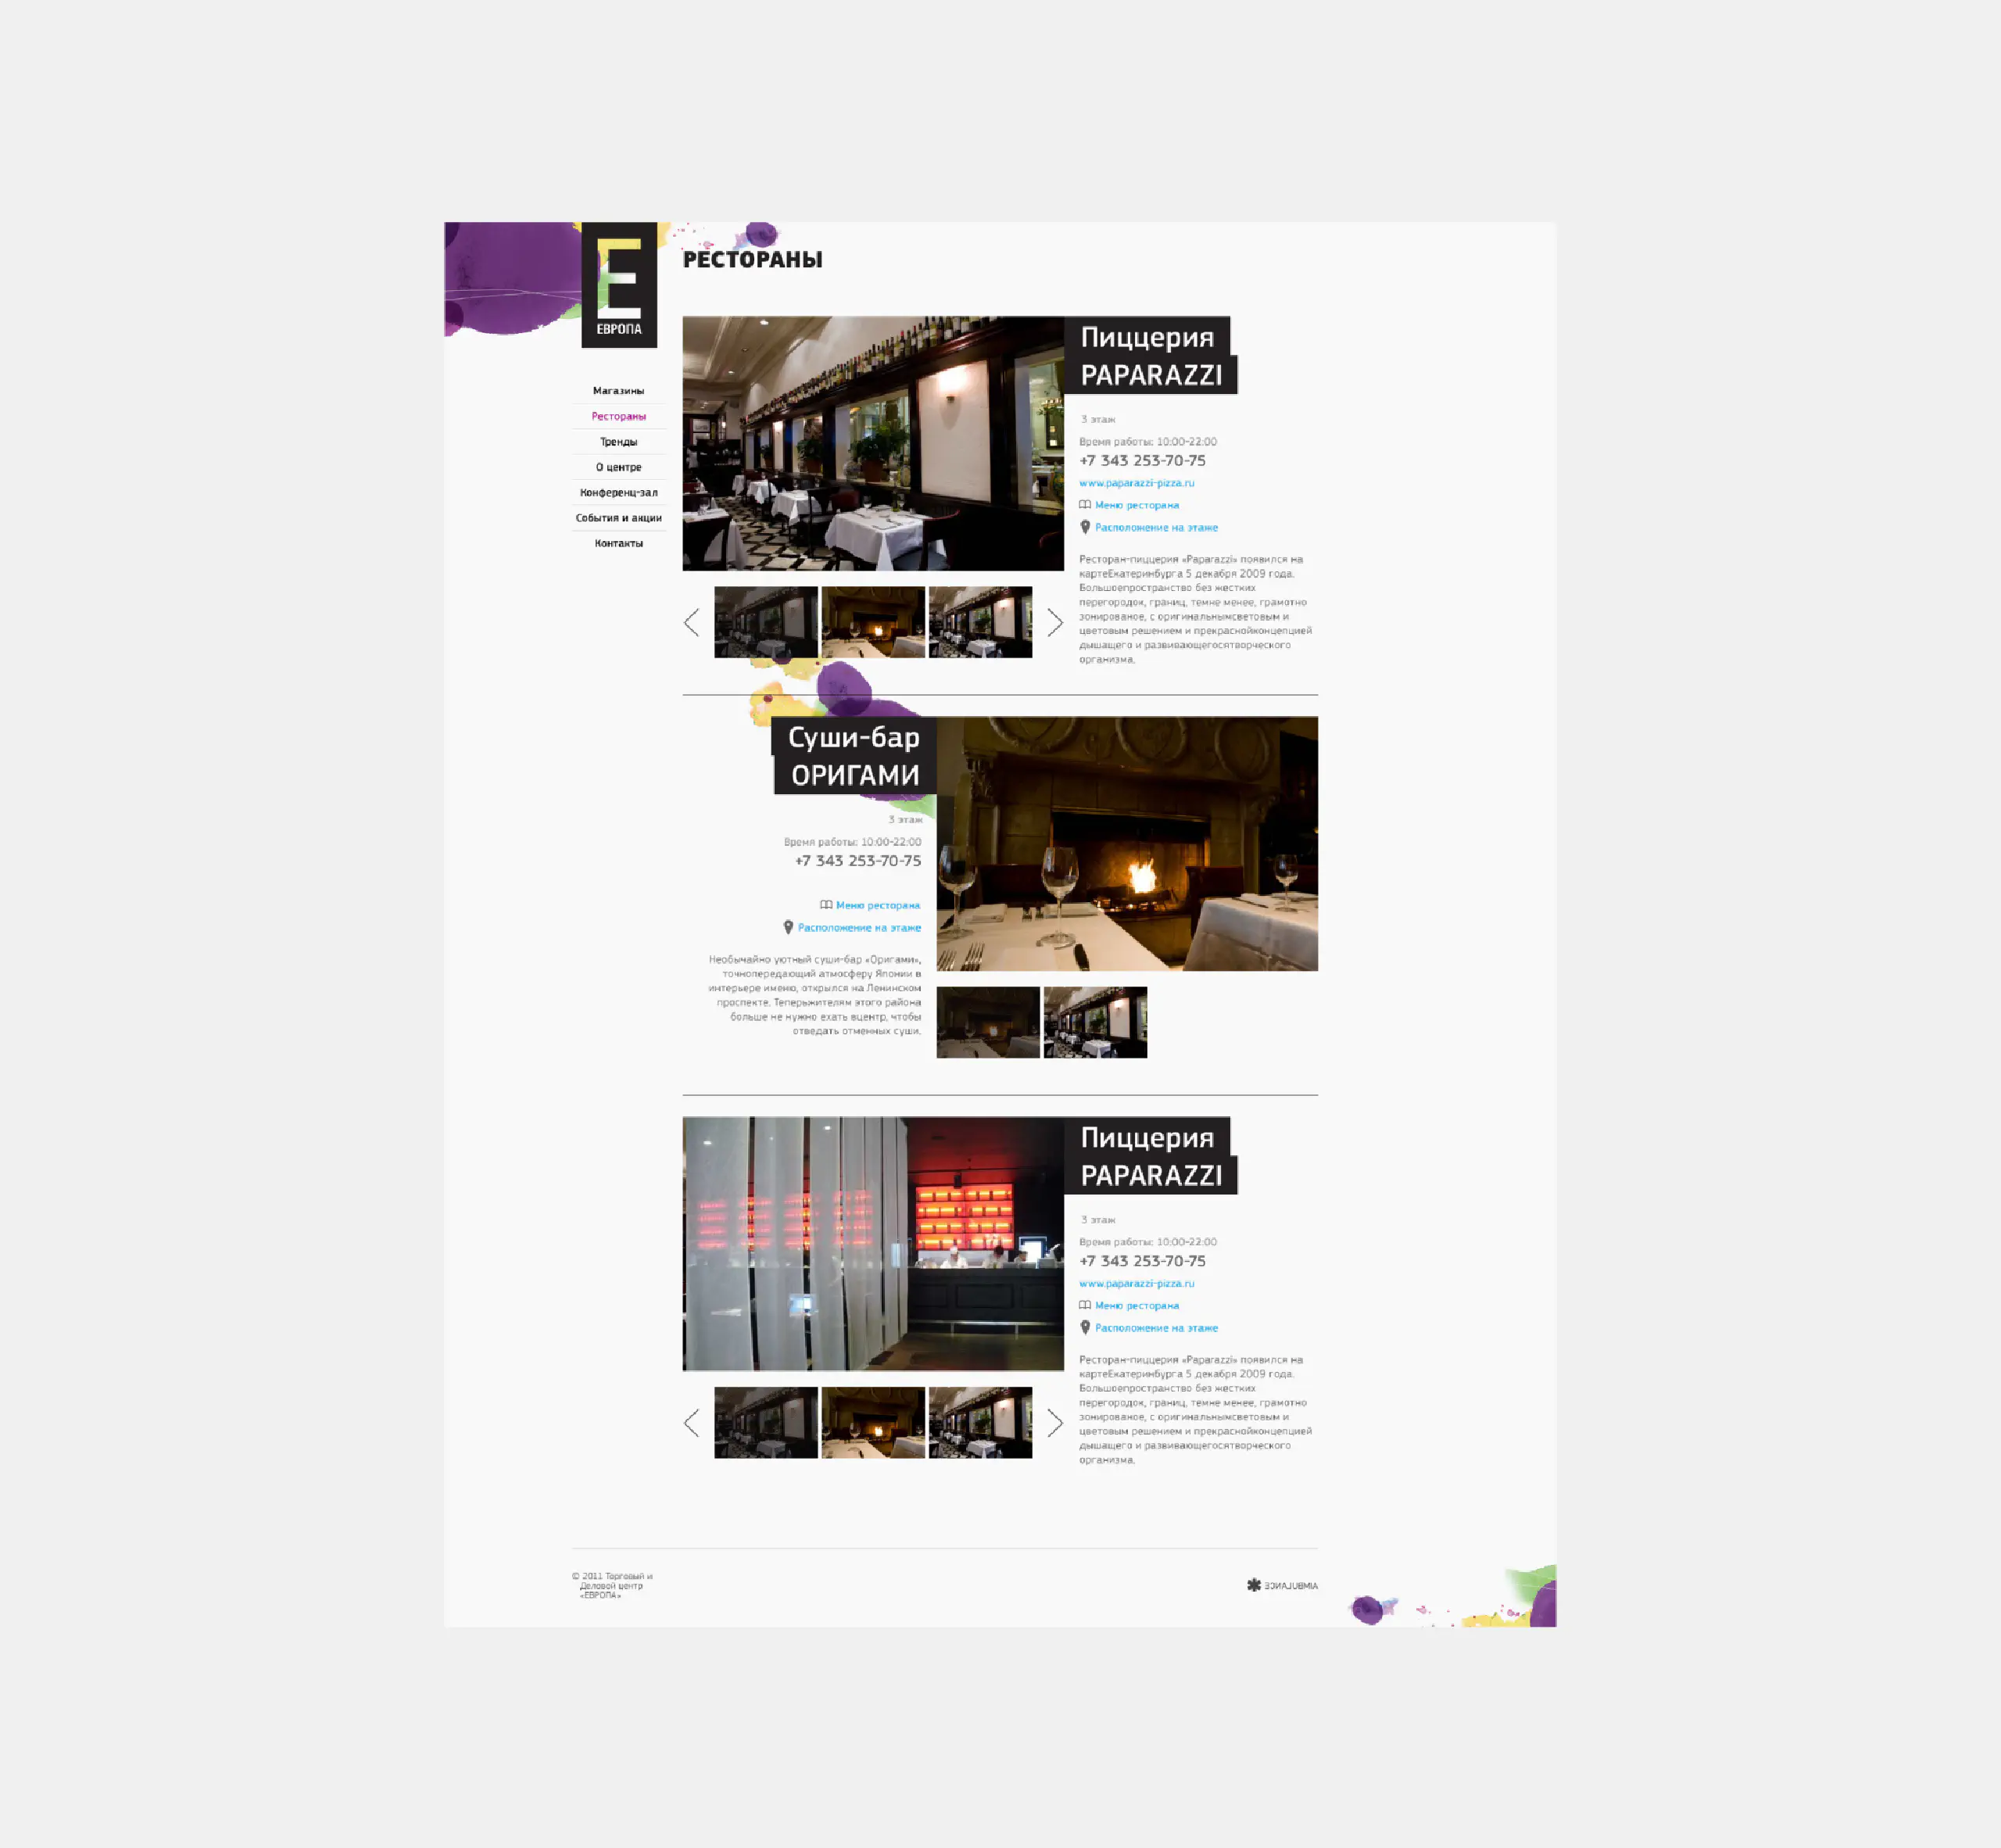 Е
ЕВРОПА
РЕСТОРАНЫ
Магазины
Рестораны
Тренды
О центре
Конференц-зал
События и акции
Контакты
Пиццерия
PAPARAZZI
3 этаж
Время работы: 10:00-22:00
+7 343 253-70-75
www.paparazzi-pizza.ru
Меню ресторана
Расположение на этаже
Ресторан-пиццерия «Paparazzi» появился на
картеЕкатеринбурга 5 декабря 2009 года.
Большоепространство без жестких
перегородок, границ, темне менее, грамотно
зонированое, с оригинальнымсветовым и
цветовым решением и прекраснойконцепцией
дышащего и развивающегосятворческого
организма.
Суши-бар
ОРИГАМИ
3 этаж
Время работы: 10:00-22:00
+7 343 253-70-75
Меню ресторана
Расположение на этаже
Необычайно уютный суши-бар «Оригами»,
точнопередающий атмосферу Японии в
интерьере имено, открылся на Ленинском
проспекте. Теперьжителям этого района
больше не нужно ехать вцентр, чтобы
отведать отменных суши.
Пиццерия
PAPARAZZI
3 этаж
Время работы: 10:00-22:00
+7 343 253-70-75
www.paparazzi-pizza.ru
Меню ресторана
Расположение на этаже
Ресторан-пиццерия «Paparazzi» появился на
картеЕкатеринбурга 5 декабря 2009 года.
Большоепространство без жестких
перегородок, границ, темне менее, грамотно
зонированое, с оригинальнымсветовым и
цветовым решением и прекраснойконцепцией
дышащего и развивающегосятворческого
организма.
© 2011 Торговый и
Деловой центр
«ЕВРОПА»
AMBULANCE